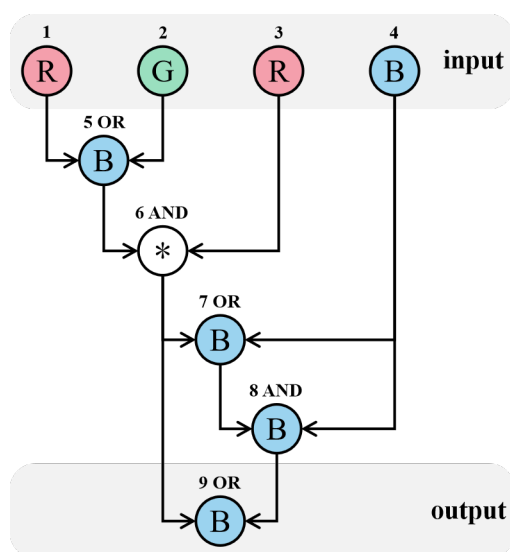 1 2 3 4
R G R B input
5 OR
B
6 AND
*
7 OR
B
8 AND
B
9 OR
B output